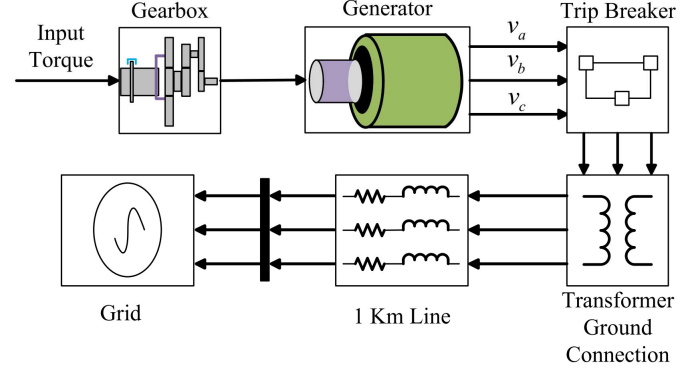 Gearbox
Generator
Trip Breaker
Input
Torque
v_a
v_b
v_c
Grid
1 Km Line
Transformer
Ground
Connection